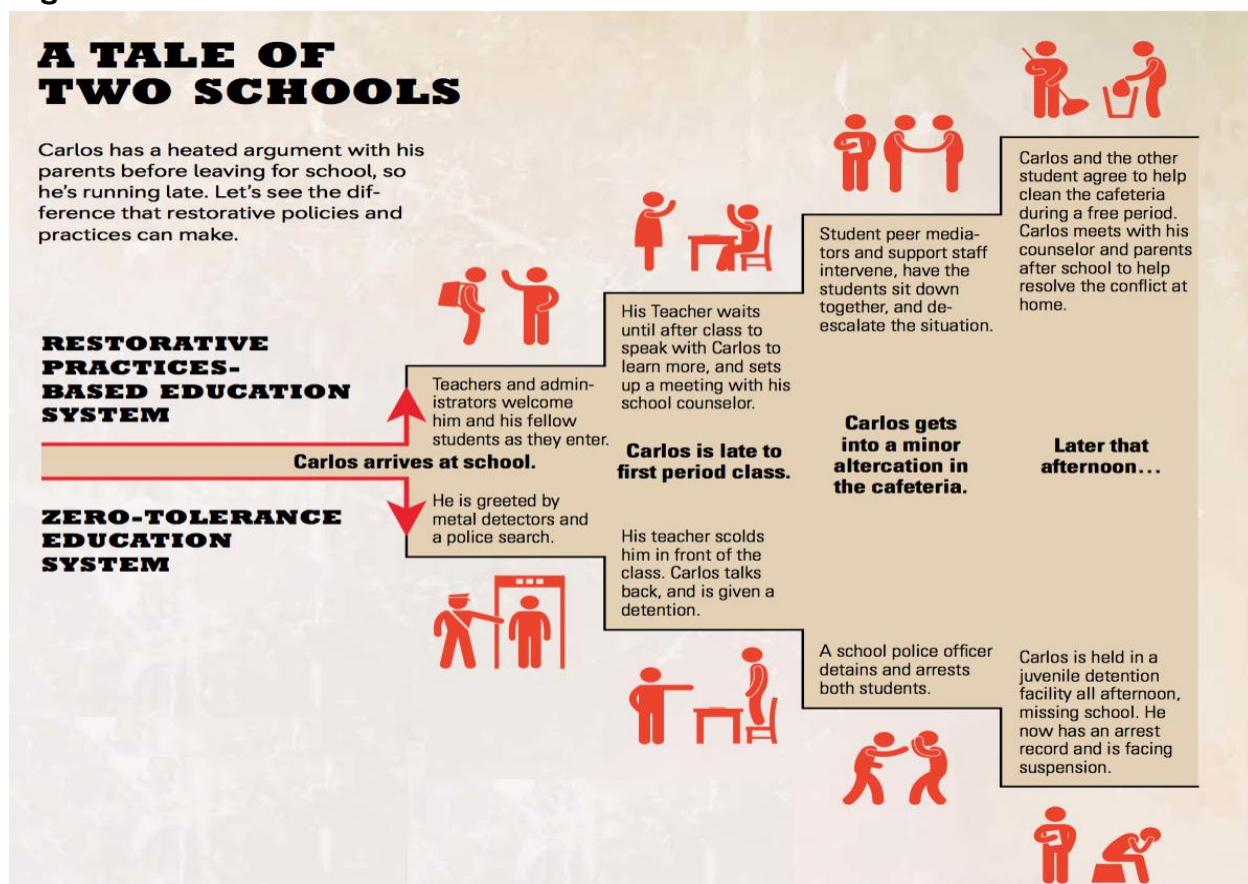 A TALE OF
TWO SCHOOLS
Carlos has a heated argument with his
parents before leaving for school, so
he's running late. Let's see the dif-
ference that restorative policies and
practices can make.
RESTORATIVE
PRACTICES-
BASED EDUCATION
SYSTEM
Teachers and admin-
istrators welcome
him and his fellow
students as they enter.
His Teacher waits
until after class to
speak with Carlos to
learn more, and sets
up a meeting with his
school counselor.
Student peer media-
tors and support staff
intervene, have the
students sit down
together, and de-
escalate the situation.
Carlos and the other
student agree to help
clean the cafeteria
during a free period.
Carlos meets with his
counselor and parents
after school to help
resolve the conflict at
home.
Carlos arrives at school.
Carlos is late to
first period class.
Carlos gets
into a minor
altercation in
the cafeteria.
Later that
afternoon...
ZERO-TOLERANCE
EDUCATION
SYSTEM
He is greeted by
metal detectors and
a police search.
His teacher scolds
him in front of the
class. Carlos talks
back, and is given a
detention.
A school police officer
detains and arrests
both students.
Carlos is held in a
juvenile detention
facility all afternoon,
missing school. He
now has an arrest
record and is facing
suspension.